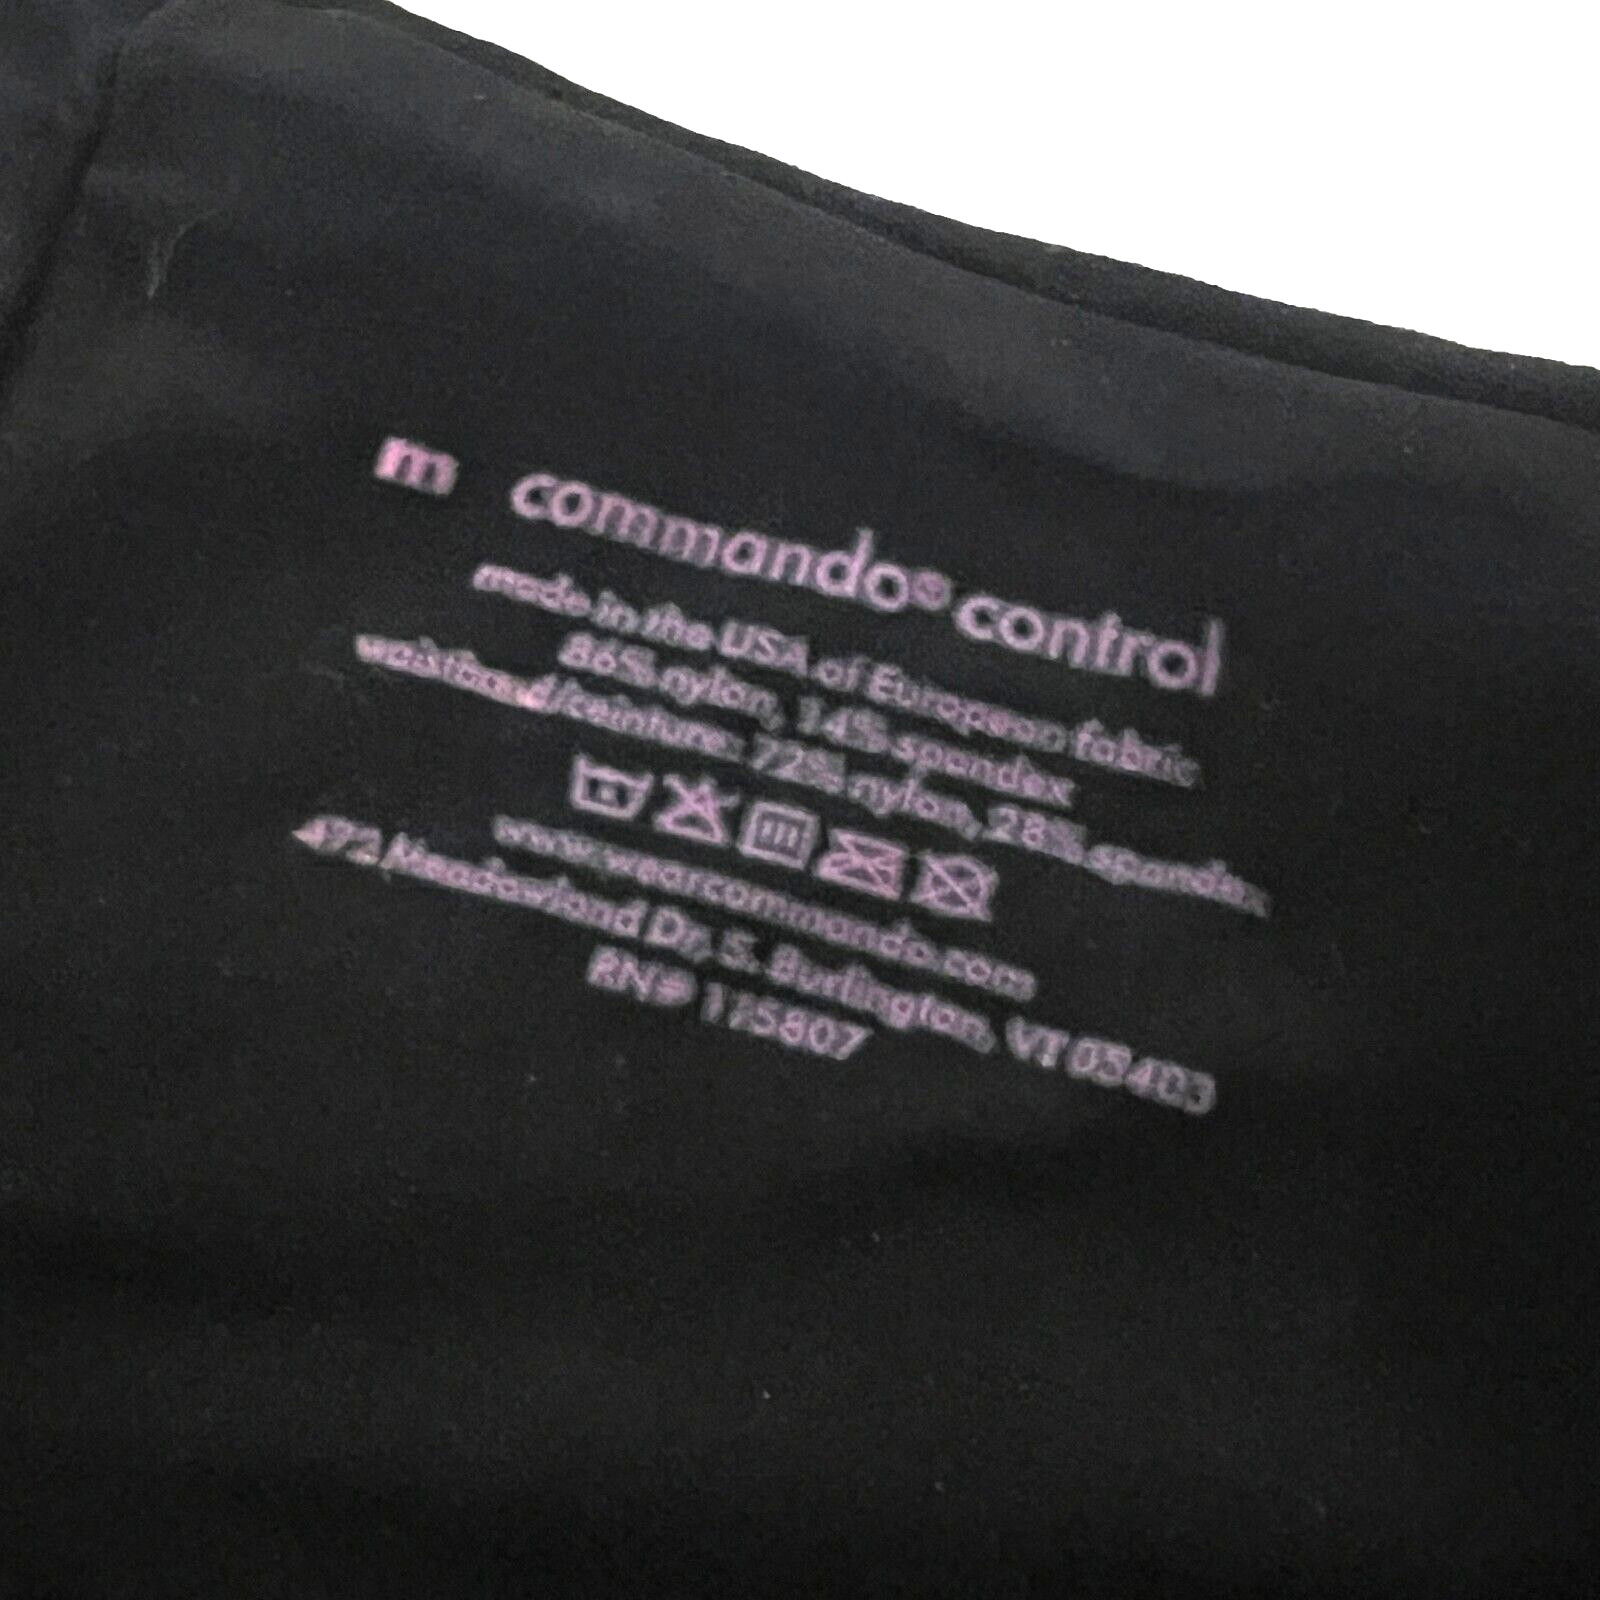 m commando® control
made in the USA of European fabric
86% nylon, 14% spandex
waistband/ceinture: 72% nylon, 28% spandex
www.wearcommando.com
472 Meadowland Dr, S. Burlington, VT 05403
RN# 115807